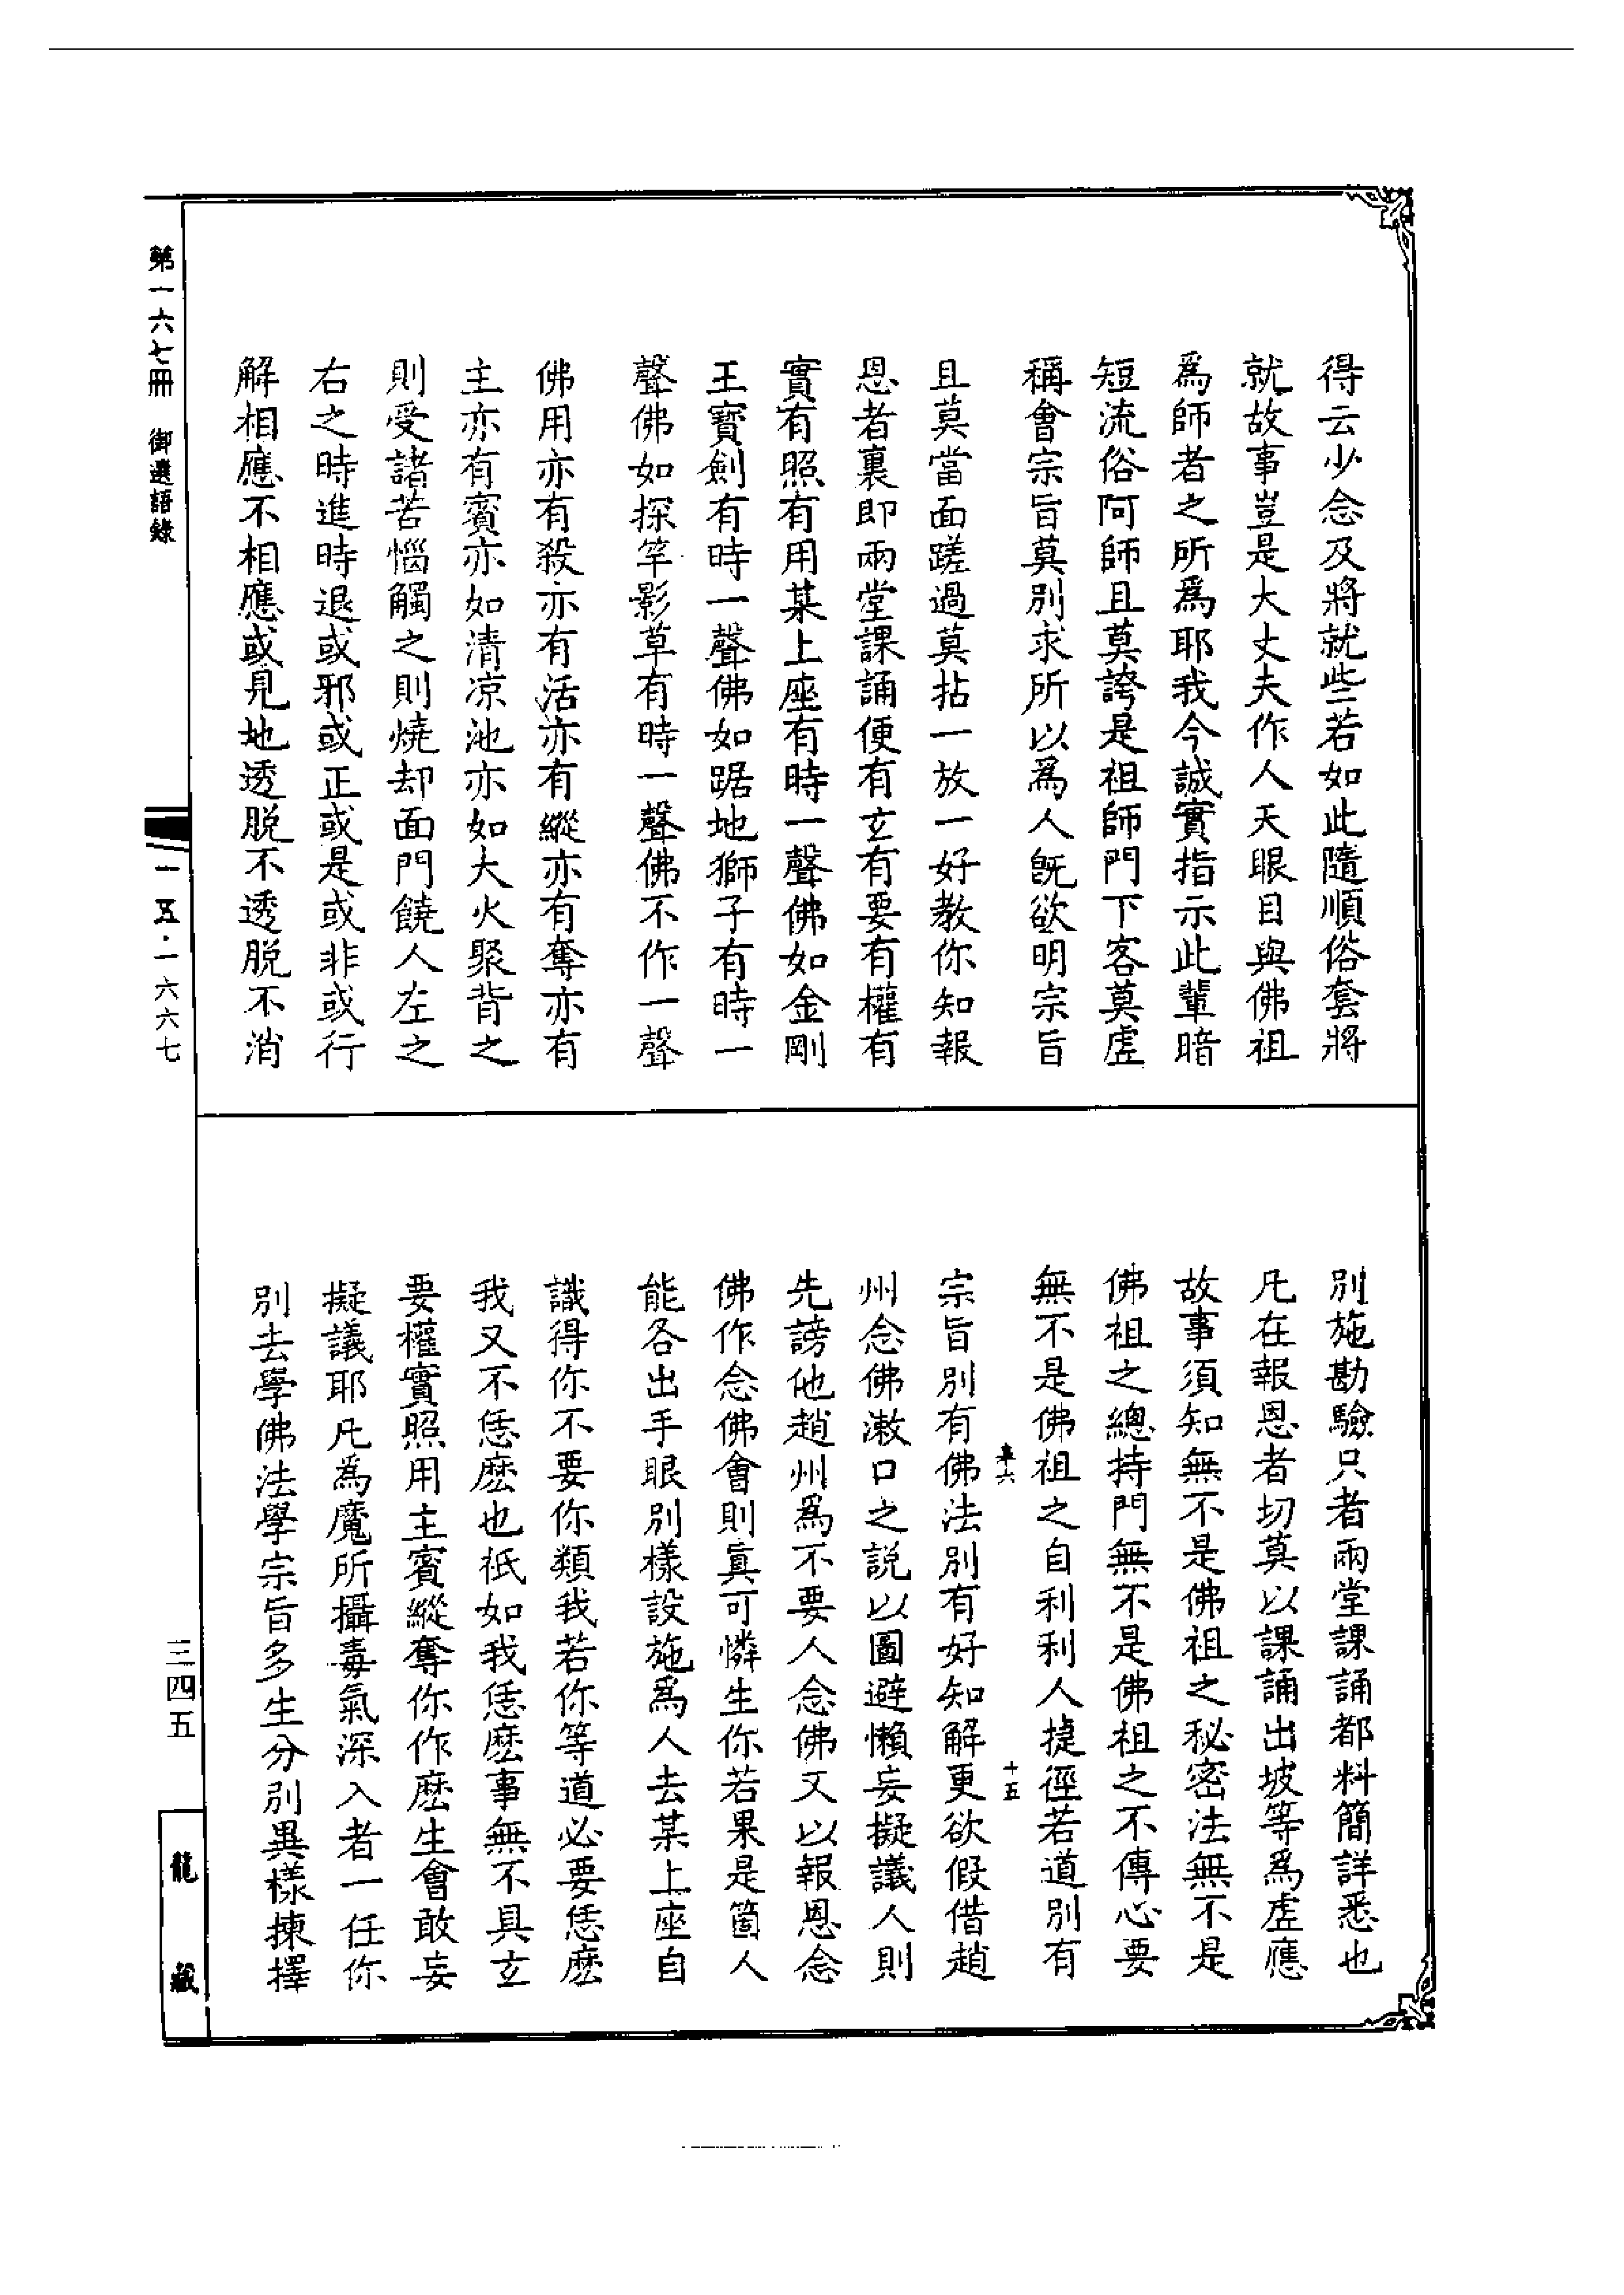 得云少念及將就些若如此隨順俗套將
就故事豈是大丈夫作人天眼目與佛祖
爲師者之所爲耶我今誠實指示此輩暗
短流俗阿師且莫誇是祖師門下客莫虛
稱會宗旨莫別求所以爲人旣欲明宗旨
且莫當面蹉過莫拈一放一好教你知報
恩者裏即兩堂課誦便有玄有要有權有
實有照有用某上座有時一聲佛如金剛
王寶劍有時一聲佛如踞地獅子有時一
聲佛如探竿影草有時一聲佛不作一聲
佛用亦有殺亦有活亦有縱亦有奪亦有
主亦有賓亦如清凉池亦如大火聚背之
則受諸苦惱觸之則燒却面門饒人左之
右之時進時退或邪或正或是或非或行
解相應不相應或見地透脫不透脫不消
別施勘驗只者兩堂課誦都料簡詳悉也
凡在報恩者切莫以課誦出坡等爲虛應
故事須知無不是佛祖之秘密法無不是
佛祖之總持門無不是佛祖之不傳心要
無不是佛祖之自利利人捷徑若道別有
宗旨別有佛法別有好知解更欲假借趙
州念佛漱口之説以圖避懶妄擬議人則
先謗他趙州爲不要人念佛又以報恩念
佛作念佛會則眞可憐生你若果是箇人
能各出手眼別樣設施爲人去某上座自
識得你不要你類我若你等道必要恁麽
我又不恁麽也祇如我恁麽事無不具玄
要權實照用主賓縱奪你作麽生會敢妄
擬議耶凡爲魔所攝毒氣深入者一任你
別去學佛法學宗旨多生分別異樣揀擇
十五
第一六七冊 御選語錄
一五·一六六七
三四五
龍藏